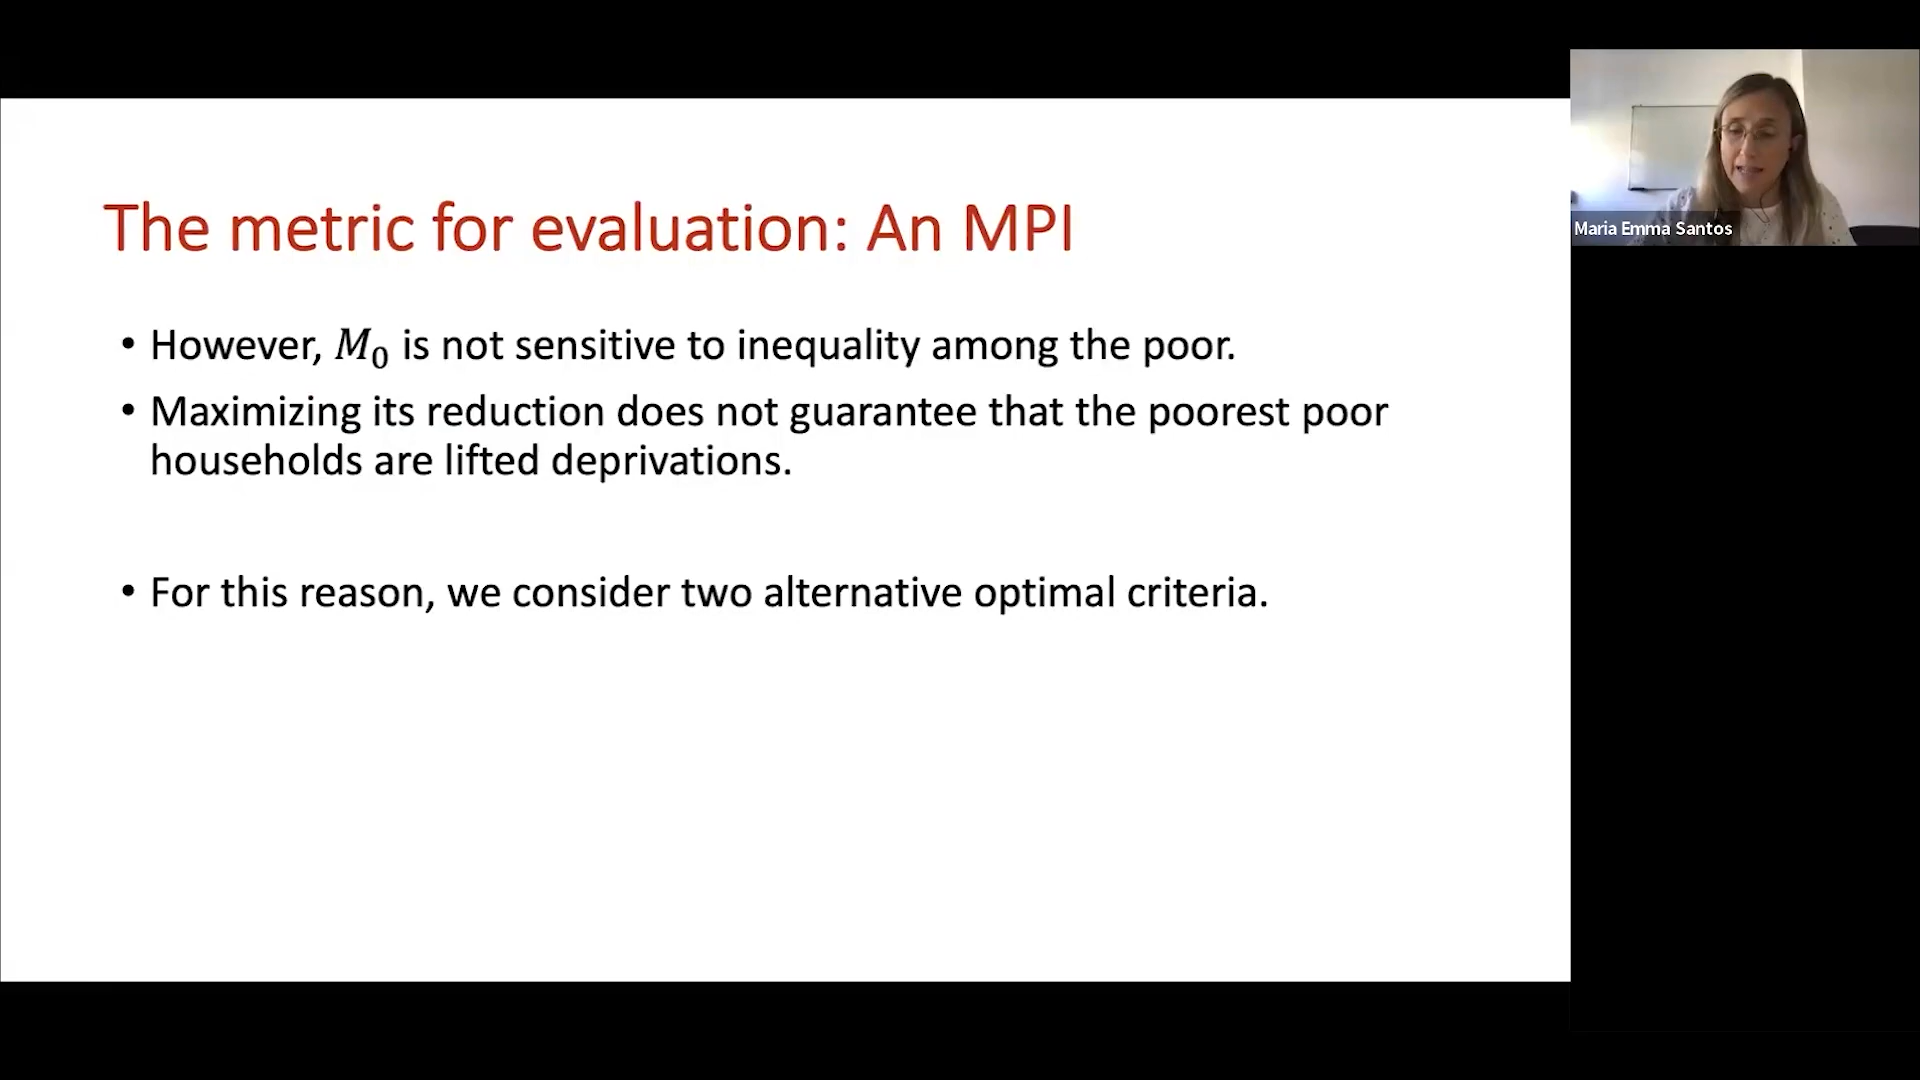 The metric for evaluation: An MPI
• However, M₀ is not sensitive to inequality among the poor.
• Maximizing its reduction does not guarantee that the poorest poor
households are lifted deprivations.
• For this reason, we consider two alternative optimal criteria.
Maria Emma Santos